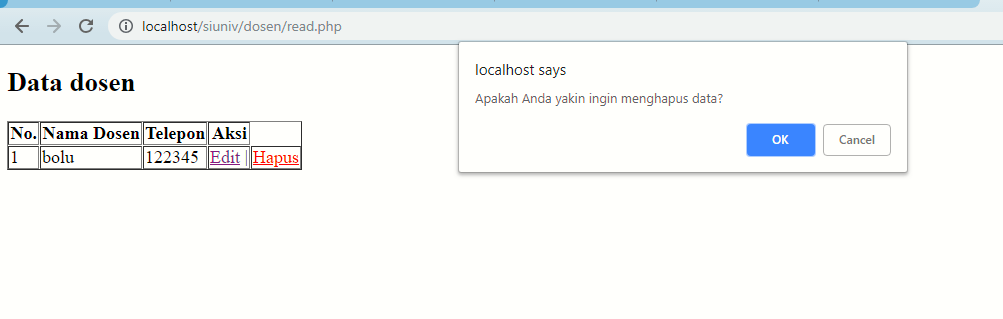 localhost/siuniv/dosen/read.php
localhost says
Apakah Anda yakin ingin menghapus data?
OK Cancel
Data dosen
No. Nama Dosen Telepon Aksi
1 bolu 122345 Edit | Hapus